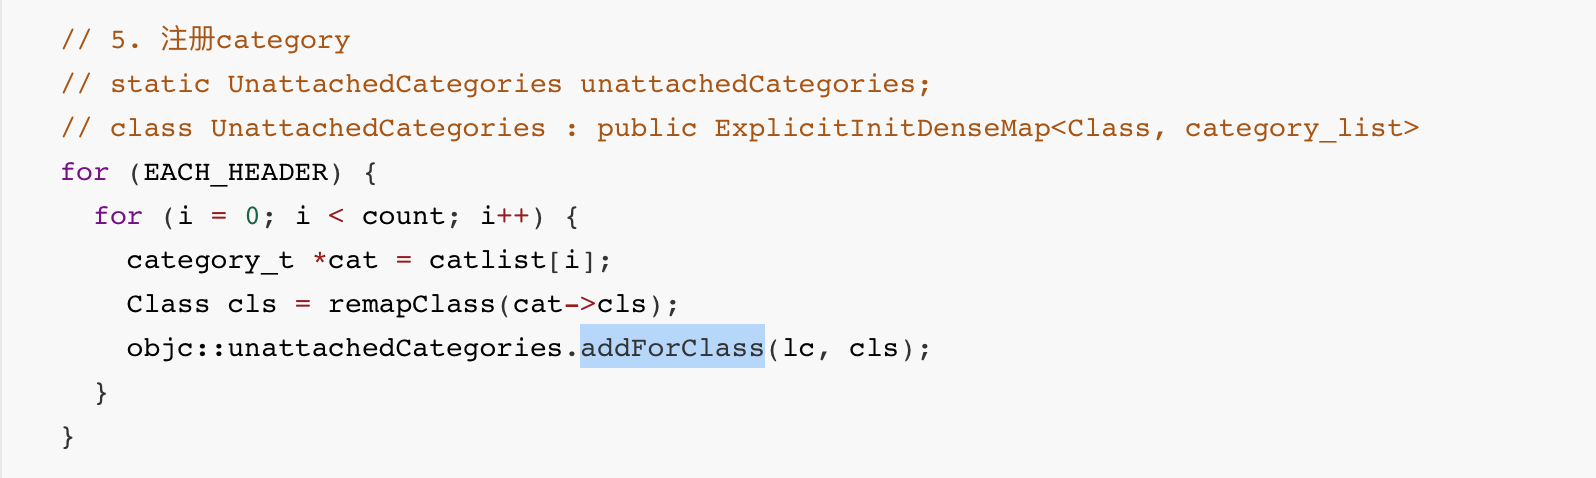 // 5. 注册category
// static UnattachedCategories unattachedCategories;
// class UnattachedCategories : public ExplicitInitDenseMap<Class, category_list>
for (EACH_HEADER) {
  for (i = 0; i < count; i++) {
    category_t *cat = catlist[i];
    Class cls = remapClass(cat->cls);
    objc::unattachedCategories.addForClass(lc, cls);
  }
}